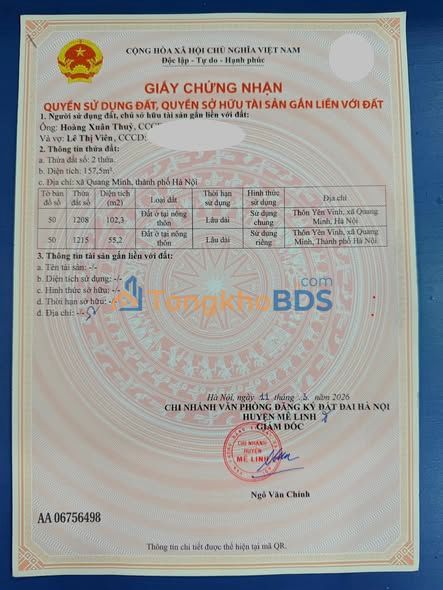 CỘNG HÒA XÃ HỘI CHỦ NGHĨA VIỆT NAM
Độc lập - Tự do - Hạnh phúc
GIẤY CHỨNG NHẬN
QUYỀN SỬ DỤNG ĐẤT, QUYỀN SỞ HỮU TÀI SẢN GẮN LIỀN VỚI ĐẤT
1. Người sử dụng đất, chủ sở hữu tài sản gắn liền với đất:
Ông: Hoàng Xuân Thuỷ, CCC
Và vợ: Lê Thị Viên, CCCD:
2. Thông tin thửa đất:
a. Thửa đất số: 2 thửa.
b. Diện tích: 157,5m²
c. Địa chỉ: xã Quang Minh, thành phố Hà Nội
Tờ bản đồ số Thửa đất số Diện tích (m2) Loại đất Thời hạn sử dụng Hình thức sử dụng Địa chỉ
50 1208 102,3 Đất ở tại nông thôn Lâu dài Sử dụng chung Thôn Yên Vinh, xã Quang Minh, Hà Nội
50 1215 55,2 Đất ở tại nông thôn Lâu dài Sử dụng riêng Thôn Yên Vinh, xã Quang Minh, Thành phố Hà Nội
3. Thông tin tài sản gắn liền với đất:
a. Tên tài sản: -/-
b. Diện tích sử dụng: -/-
c. Hình thức sở hữu: -/-
d. Thời hạn sở hữu: -/-
đ. Địa chỉ: -/-
TongkhoBDS.com
Hà Nội, ngày 11 tháng năm 2026
CHI NHÁNH VĂN PHÒNG ĐĂNG KÝ ĐẤT ĐAI HÀ NỘI
HUYỆN MÊ LINH
GIÁM ĐỐC
CHI NHÁNH
HUYỆN
MÊ LINH
Ngô Văn Chính
AA 06756498
Thông tin chi tiết được thể hiện tại mã QR.